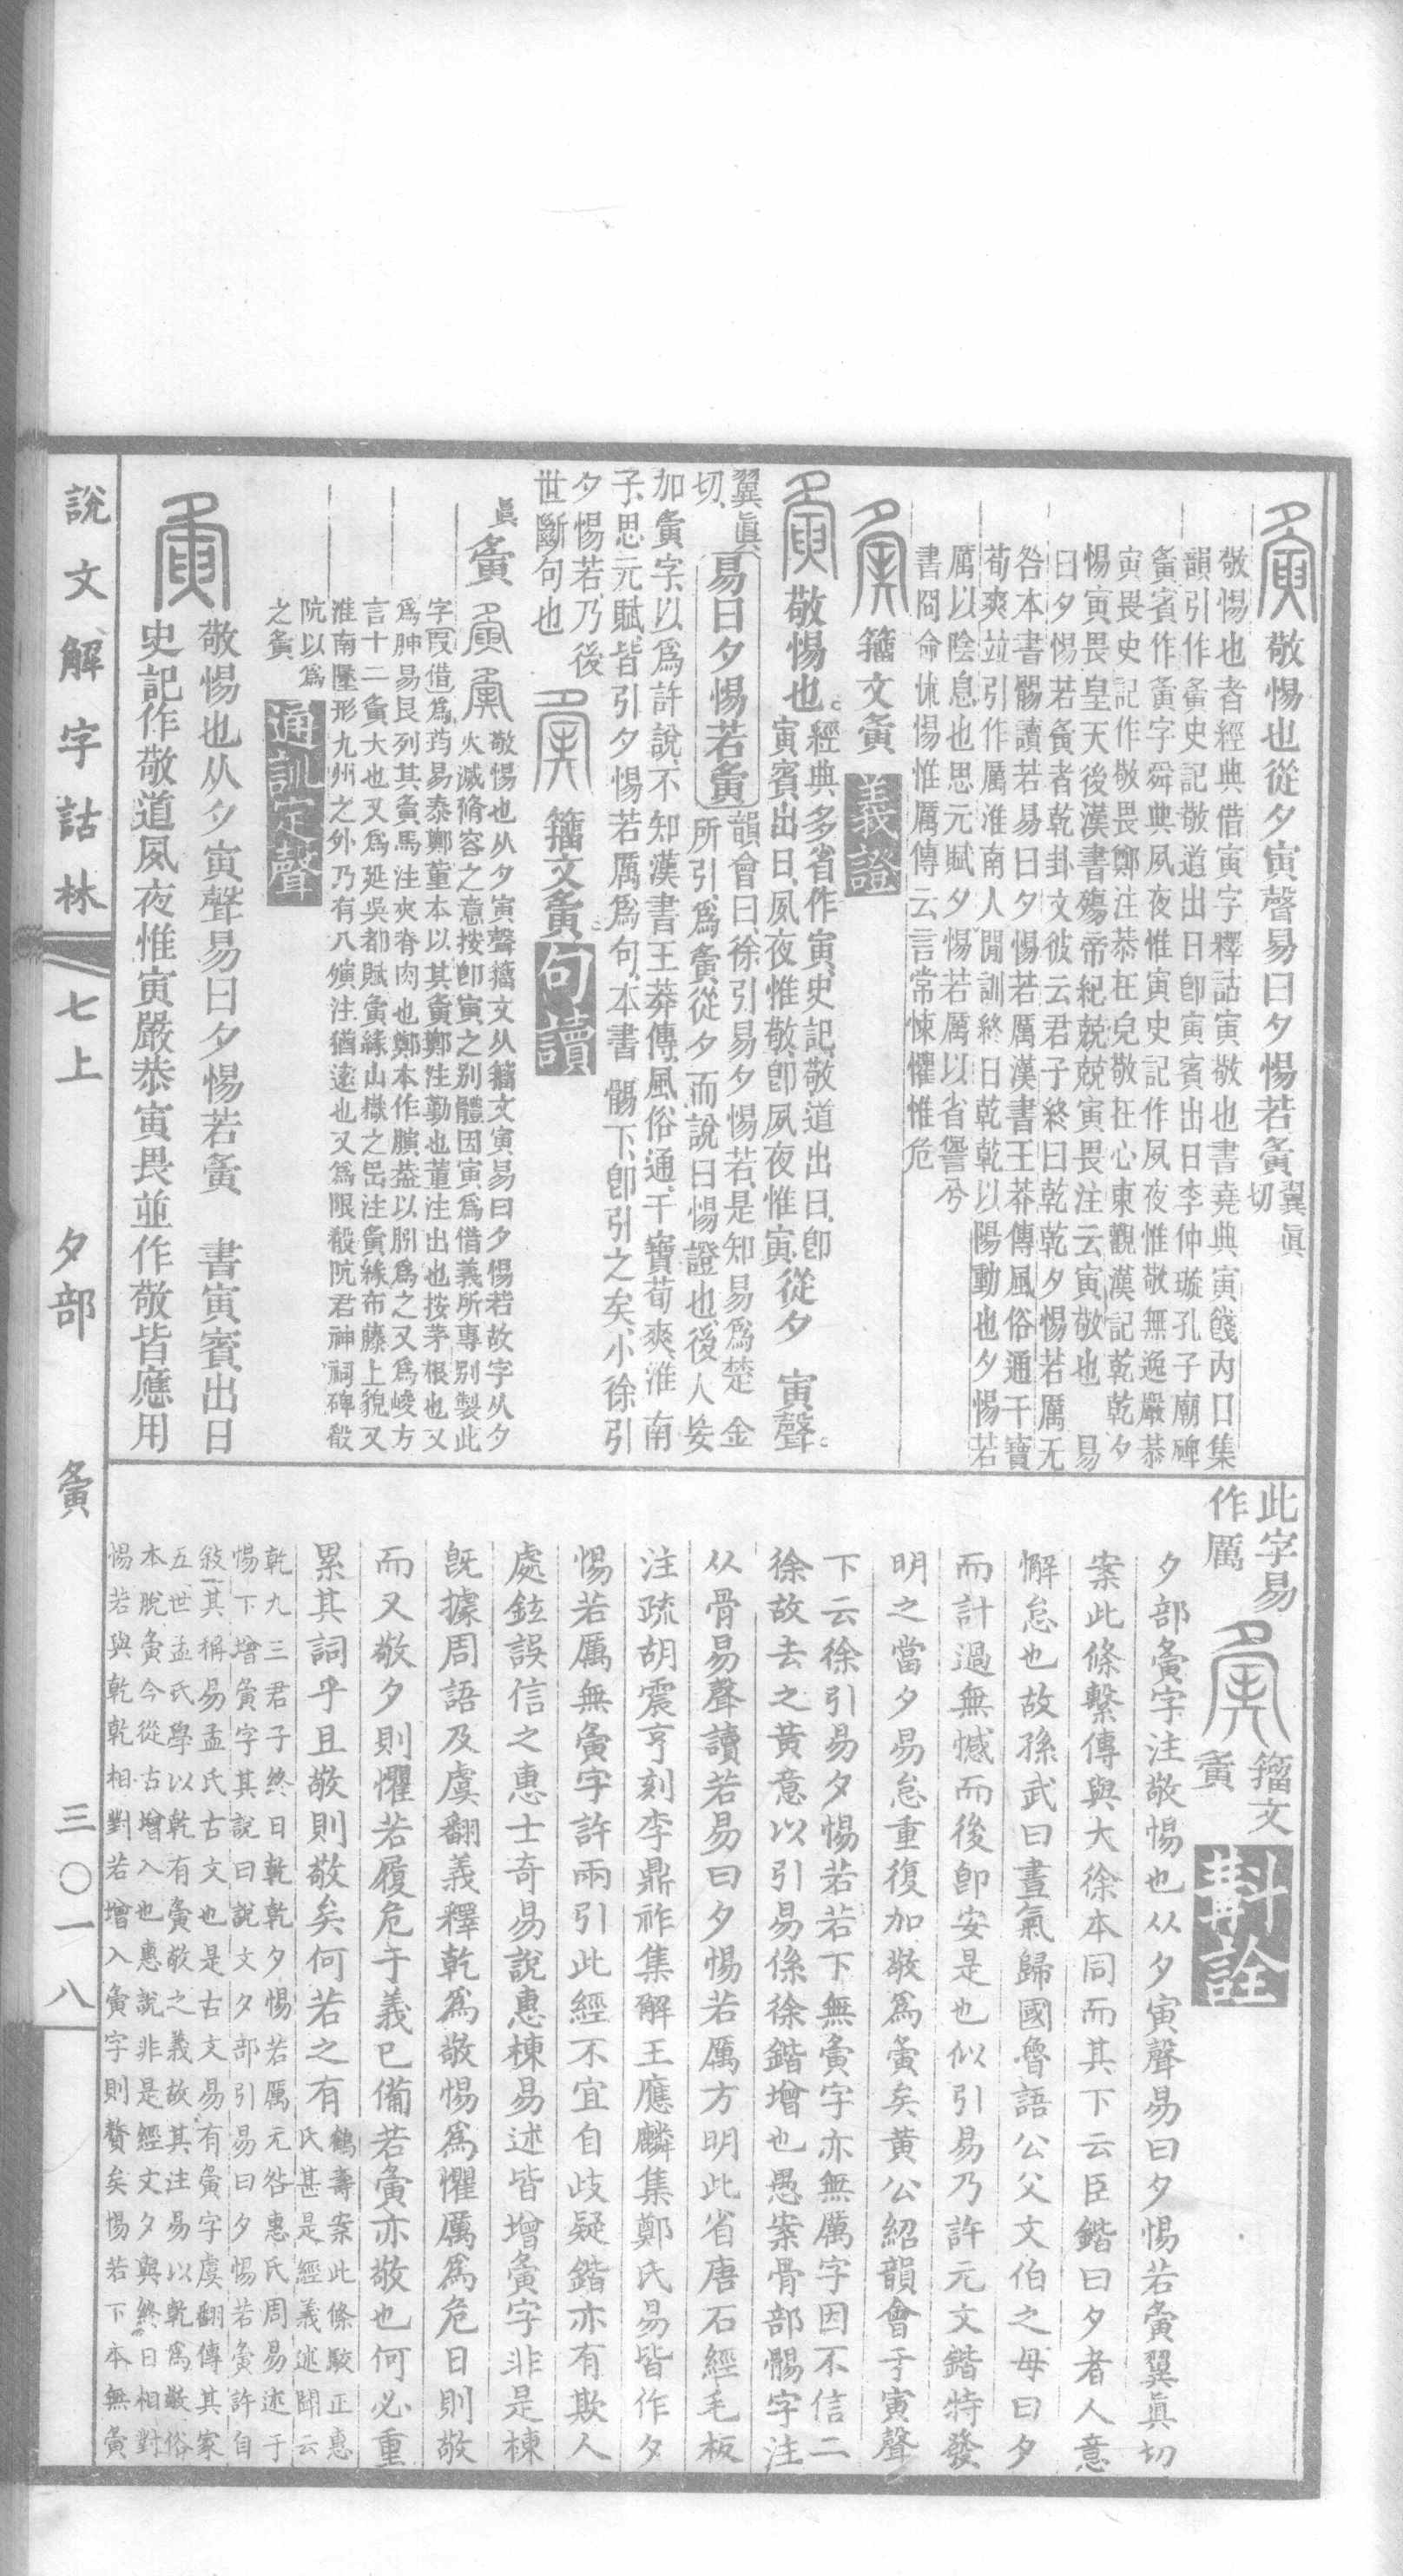 敬惕也從夕寅聲易曰夕惕若夤翼眞切
敬惕也者經典借寅字釋詁寅敬也書堯典寅餞內日集
韻引作夤史記敬道出日卽寅賓出日李仲璇孔子廟碑
夤賓作夤字舜典夙夜惟寅史記作夙夜惟敬無逸嚴恭
寅畏史記作敬畏鄭注恭在皃敬在心東觀漢記乾乾夕
惕寅畏皇天後漢書殤帝紀兢兢寅畏注云寅敬也　易
曰夕惕若夤者乾卦文彼云君子終日乾乾夕惕若厲无
咎本書䯜讀若易曰夕惕若厲漢書王莽傳風俗通干寶
荀爽竝引作厲淮南人閒訓終日乾乾以陽動也夕惕若
厲以陰息也思元賦夕惕若厲以省諐兮
書冏命怵惕惟厲傳云言常悚懼惟危
籒文夤　義證
敬惕也經典多省作寅史記敬道出日卽寅賓出日夙夜惟敬卽夙夜惟寅從夕　寅聲
翼眞切　易曰夕惕若夤韻會曰徐引易夕惕若是知易爲楚金所引爲夤從夕而說曰惕證也後人妄
加夤字以爲許說不知漢書王莽傳風俗通干寶荀爽淮南
子思元賦皆引夕惕若厲爲句本書䯜下卽引之矣小徐引
夕惕若乃後世斷句也　籒文夤　句讀
眞　夤　敬惕也从夕寅聲籒文从籒文寅易曰夕惕若故字从夕
火滅脩容之意按卽寅之别體因寅爲借義所專别製此
字叚借爲䓊易泰鄭董本以其夤鄭注勤也董注出也按茅根也又
爲胂易艮列其夤馬注夾脊肉也鄭本作䐮葢以朋爲之又爲崚方
言十二夤大也又爲延吳都賦夤緣山嶽之岊注夤緣布藤上貌又
淮南墬形九州之外乃有八殥注猶遠也又爲限殽阬君神祠碑殽
阬以爲之夤　通訓定聲
敬惕也从夕寅聲易曰夕惕若夤　書寅賓出日
史記作敬道夙夜惟寅嚴恭寅畏並作敬皆應用
此字易作厲　籀文夤　斠詮
夕部夤字注敬惕也从夕寅聲易曰夕惕若夤翼眞切
案此條繫傳與大徐本同而其下云臣鍇曰夕者人意
懈怠也故孫武曰晝氣歸國魯語公父文伯之母曰夕
而計過無憾而後卽安是也似引易乃許元文鍇特發
明之當夕易怠重復加敬爲夤矣黃公紹韻會于寅聲
下云徐引易夕惕若若下無夤字亦無厲字因不信二
徐故去之黃意以引易係徐鍇增也愚案骨部䯜字注
从骨易聲讀若易曰夕惕若厲方明此省唐石經毛板
注疏胡震亨刻李鼎祚集解王應麟集鄭氏易皆作夕
惕若厲無夤字許兩引此經不宜自歧疑鍇亦有欺人
處鉉誤信之惠士奇易說惠棟易述皆增夤字非是棟
旣據周語及虞翻義釋乾爲敬惕爲懼厲爲危日則敬
而又敬夕則懼若履危于義已備若夤亦敬也何必重
累其詞乎且敬則敬矣何若之有鶴壽案此條駮正惠氏甚是經義述聞云
乾九三君子終日乾乾夕惕若厲元咎惠氏周易述于
惕下增夤字其說曰說文夕部引易曰夕惕若夤許自
敘其稱易孟氏古文也是古文易有夤字虞翻傳其家
五世孟氏學以乾有夤敬之義故其注易以乾爲敬俗
本脫夤今從古增入也惠說非是經文夕與終日相對
惕若與乾乾相對若增入夤字則贅矣惕若下本無夤
說文解字詁林　七上　夕部　夤　三〇一八